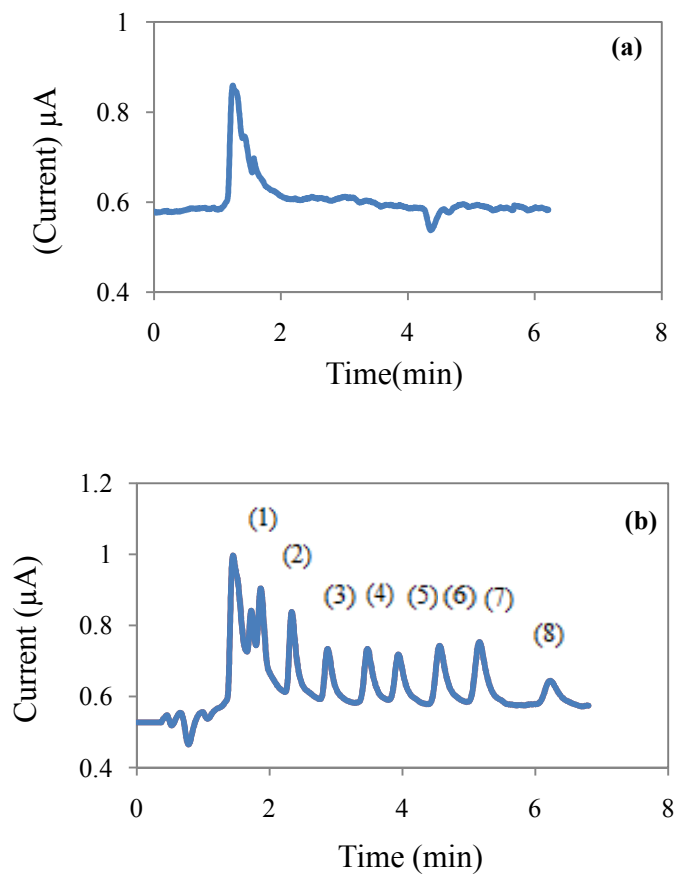 1
(a)
0.8
(Current) µA
0.6
0.4
0 2 4 6 8
Time(min)
1.2
(1)
(b)
(2)
1
(3) (4) (5) (6) (7)
0.8
(8)
Current (µA)
0.6
0.4
0 2 4 6 8
Time (min)